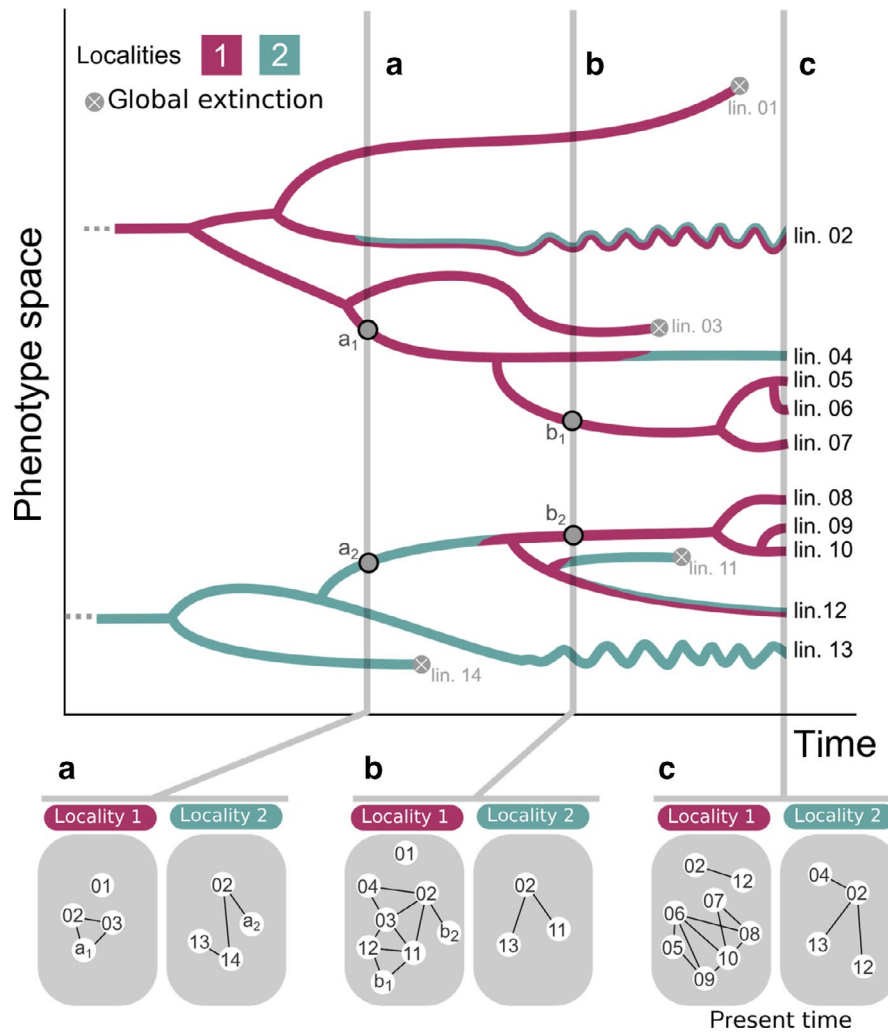 Localities 1 2
Global extinction
a b c
lin. 01
lin. 02
lin. 03
a1
lin. 04
lin. 05
lin. 06
b1
lin. 07
lin. 08
b2
lin. 09
a2
lin. 10
lin. 11
lin.12
lin. 13
lin. 14
Phenotype space
Time
a b c
Locality 1 Locality 2 Locality 1 Locality 2 Locality 1 Locality 2
01
02 03
a1
02
a2
13
14
01
04 02
03
b2
12 11
b1
02
11
13
02
12
07
06
08
05 10
09
04
02
13
12
Present time